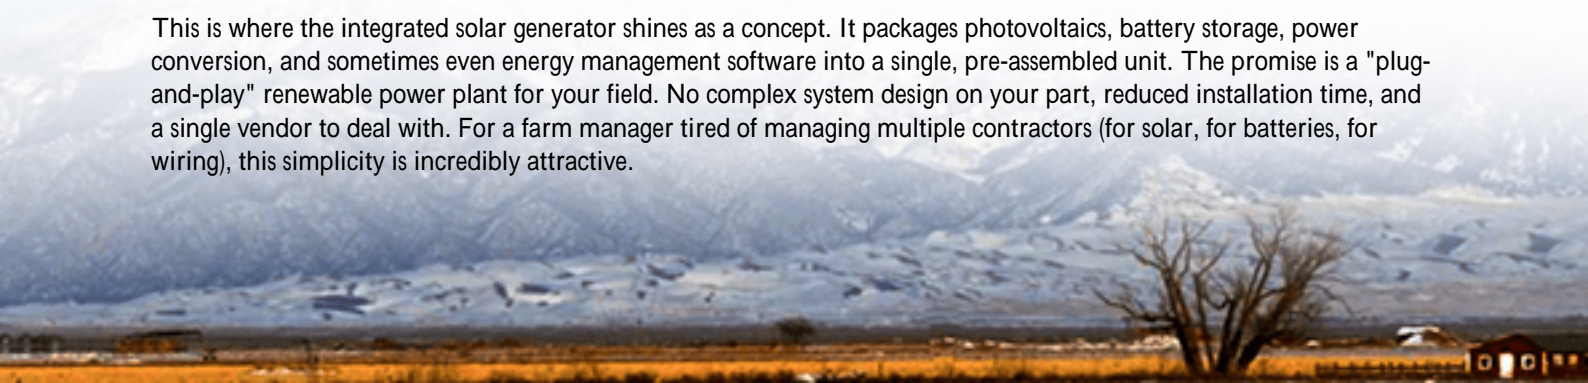 This is where the integrated solar generator shines as a concept. It packages photovoltaics, battery storage, power
conversion, and sometimes even energy management software into a single, pre-assembled unit. The promise is a "plug-
and-play" renewable power plant for your field. No complex system design on your part, reduced installation time, and
a single vendor to deal with. For a farm manager tired of managing multiple contractors (for solar, for batteries, for
wiring), this simplicity is incredibly attractive.